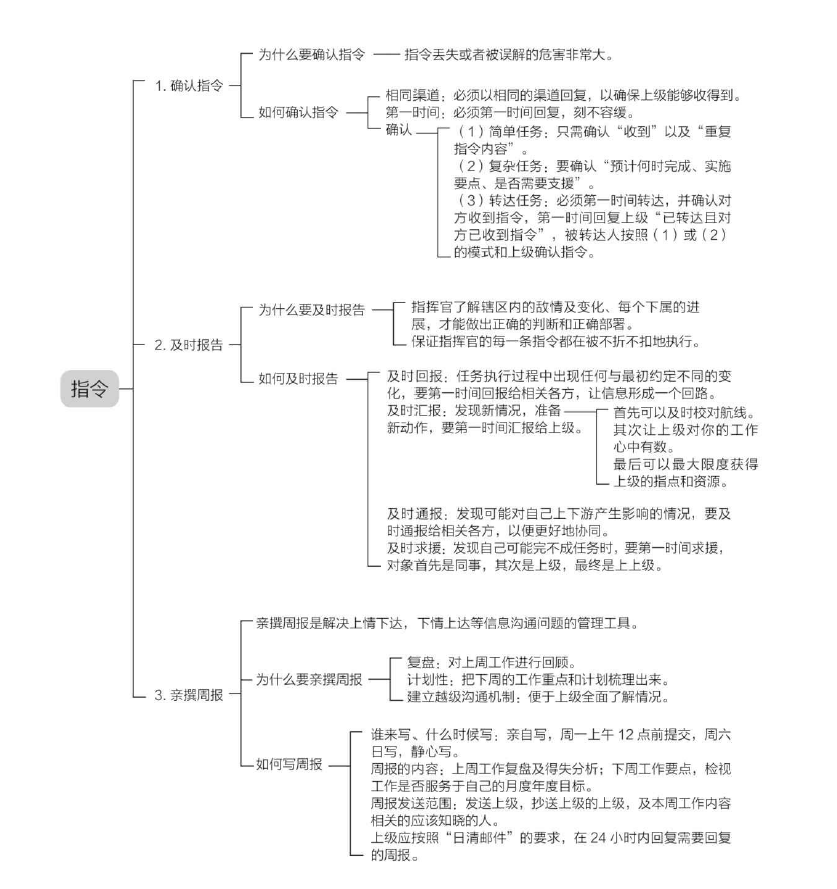 指令
1. 确认指令
为什么要确认指令
指令丢失或者被误解的危害非常大。
如何确认指令
相同渠道：必须以相同的渠道回复，以确保上级能够收得到。
第一时间：必须第一时间回复，刻不容缓。
确认
（1）简单任务：只需确认“收到”以及“重复
指令内容”。
（2）复杂任务：要确认“预计何时完成、实施
要点、是否需要支援”。
（3）转达任务：必须第一时间转达，并确认对
方收到指令，第一时间回复上级“已转达且对
方已收到指令”，被转达人按照（1）或（2）
的模式和上级确认指令。
2. 及时报告
为什么要及时报告
指挥官了解辖区内的敌情及变化、每个下属的进
展，才能做出正确的判断和正确部署。
保证指挥官的每一条指令都在被不折不扣地执行。
如何及时报告
及时回报：任务执行过程中出现任何与最初约定不同的变
化，要第一时间回报给相关各方，让信息形成一个回路。
及时汇报：发现新情况，准备
新动作，要第一时间汇报给上级。
首先可以及时校对航线。
其次让上级对你的工作
心中有数。
最后可以最大限度获得
上级的指点和资源。
及时通报：发现可能对自己上下游产生影响的情况，要及
时通报给相关各方，以便更好地协同。
及时求援：发现自己可能完不成任务时，要第一时间求援，
对象首先是同事，其次是上级，最终是上上级。
3. 亲撰周报
亲撰周报是解决上情下达，下情上达等信息沟通问题的管理工具。
为什么要亲撰周报
复盘：对上周工作进行回顾。
计划性：把下周的工作重点和计划梳理出来。
建立越级沟通机制：便于上级全面了解情况。
如何写周报
谁来写、什么时候写：亲自写，周一上午 12 点前提交，周六
日写，静心写。
周报的内容：上周工作复盘及得失分析；下周工作要点，检视
工作是否服务于自己的月度年度目标。
周报发送范围：发送上级，抄送上级的上级，及本周工作内容
相关的应该知晓的人。
上级应按照“日清邮件”的要求，在 24 小时内回复需要回复
的周报。